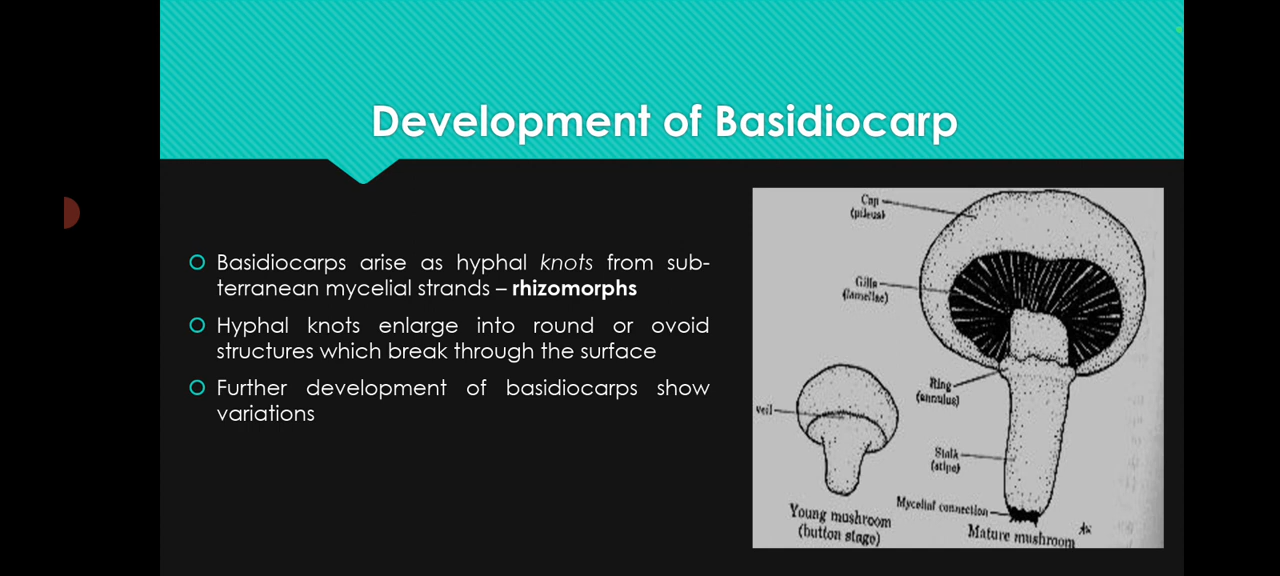 Development of Basidiocarp
Basidiocarps arise as hyphal knots from sub-
terranean mycelial strands – rhizomorphs
Hyphal knots enlarge into round or ovoid
structures which break through the surface
Further development of basidiocarps show
variations
Cap
(pileus)
Gills
(lamellae)
Ring
(annulus)
veil
Stalk
(stipe)
Mycelial connection
Young mushroom
(button stage)
Mature mushroom